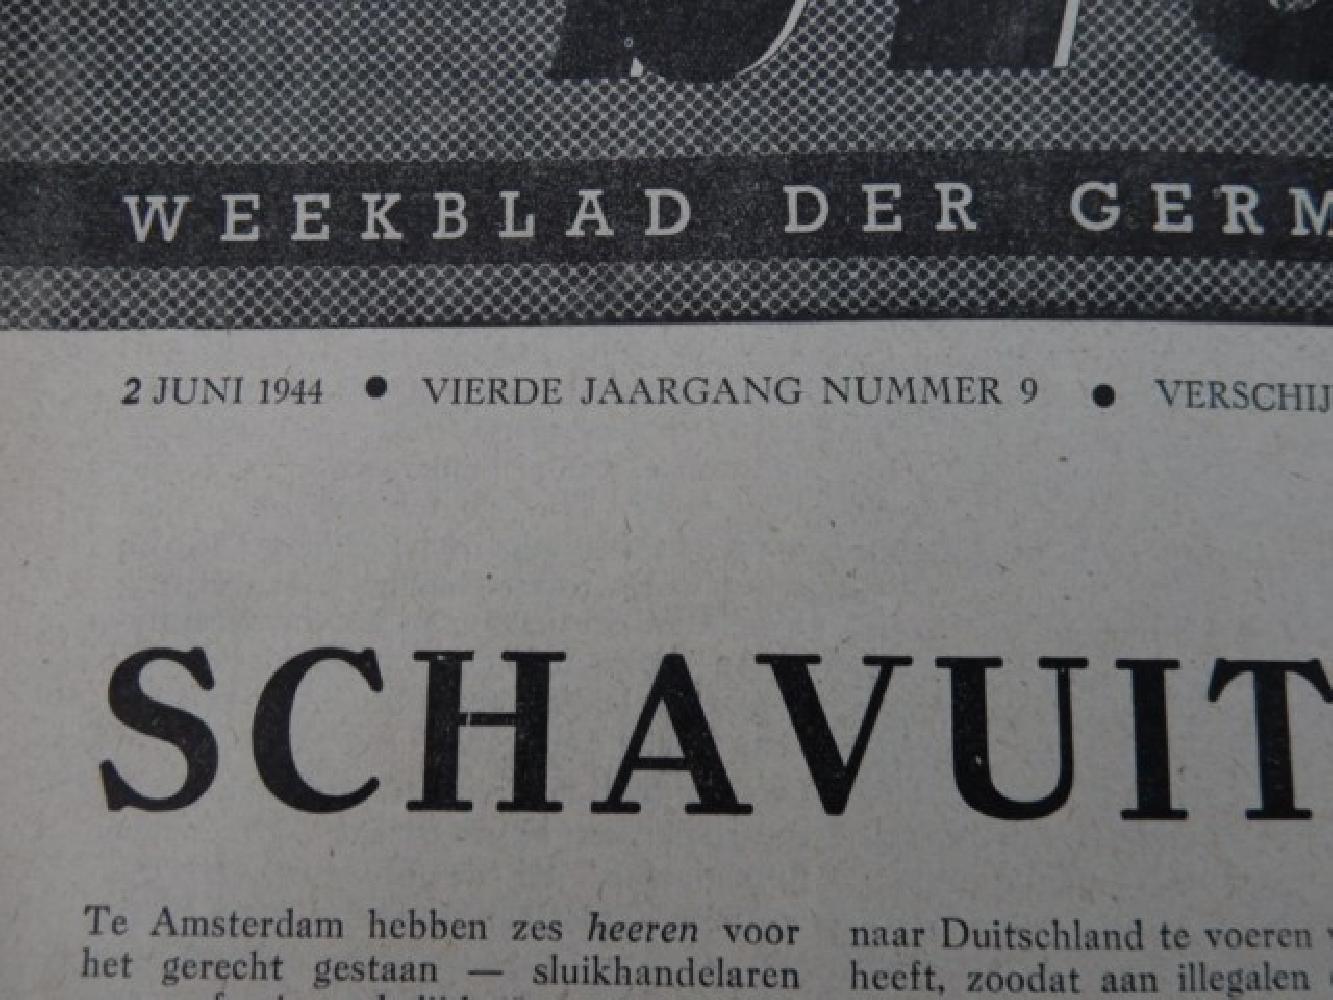 WEEKBLAD DER GERM
2 JUNI 1944 ● VIERDE JAARGANG NUMMER 9 ● VERSCHIJ
SCHAVUIT
Te Amsterdam hebben zes heeren voor
het gerecht gestaan — sluikhandelaren
naar Duitschland te voeren
heeft, zoodat aan illegalen